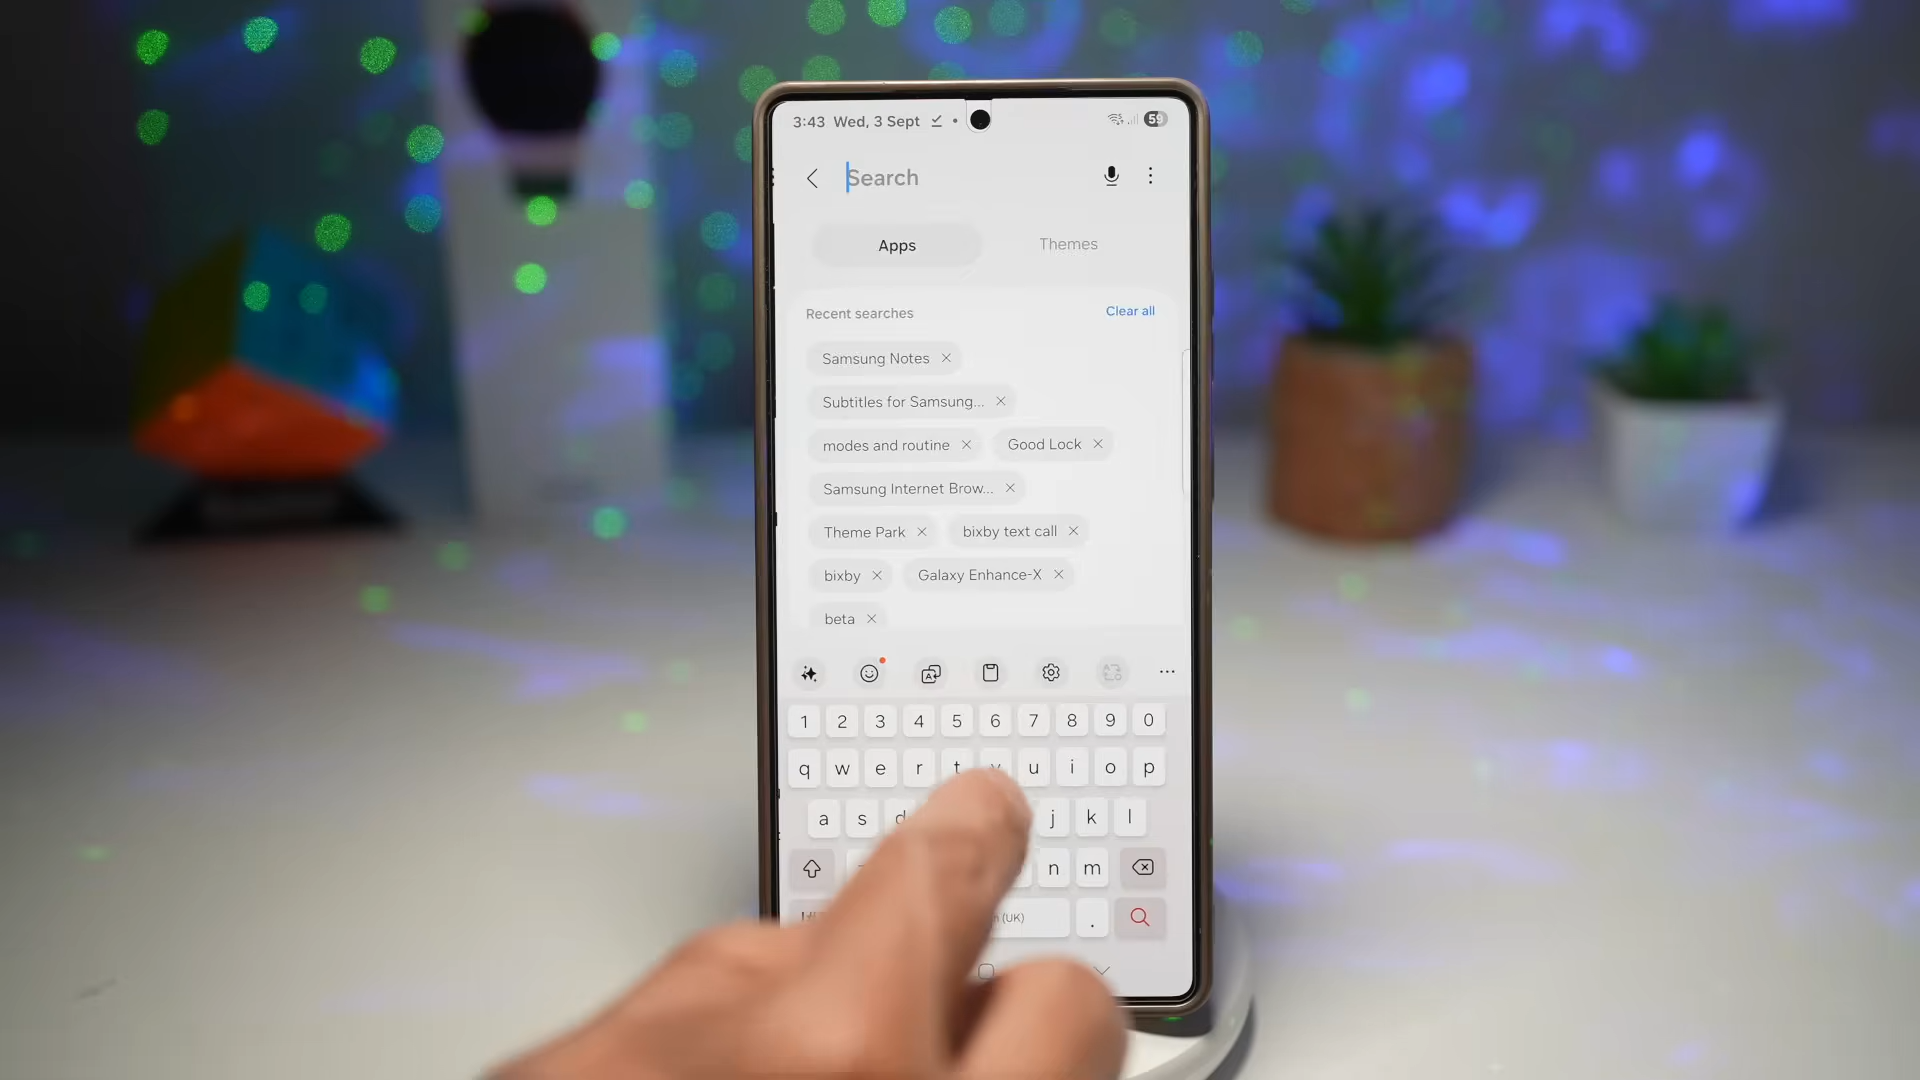 3:43 Wed, 3 Sept
59
Search
Apps
Themes
Recent searches
Clear all
Samsung Notes
Subtitles for Samsung...
modes and routine
Good Lock
Samsung Internet Brow...
Theme Park
bixby text call
bixby
Galaxy Enhance-X
beta
1 2 3 4 5 6 7 8 9 0
q w e r t y u i o p
a s d j k l
n m
(UK) .